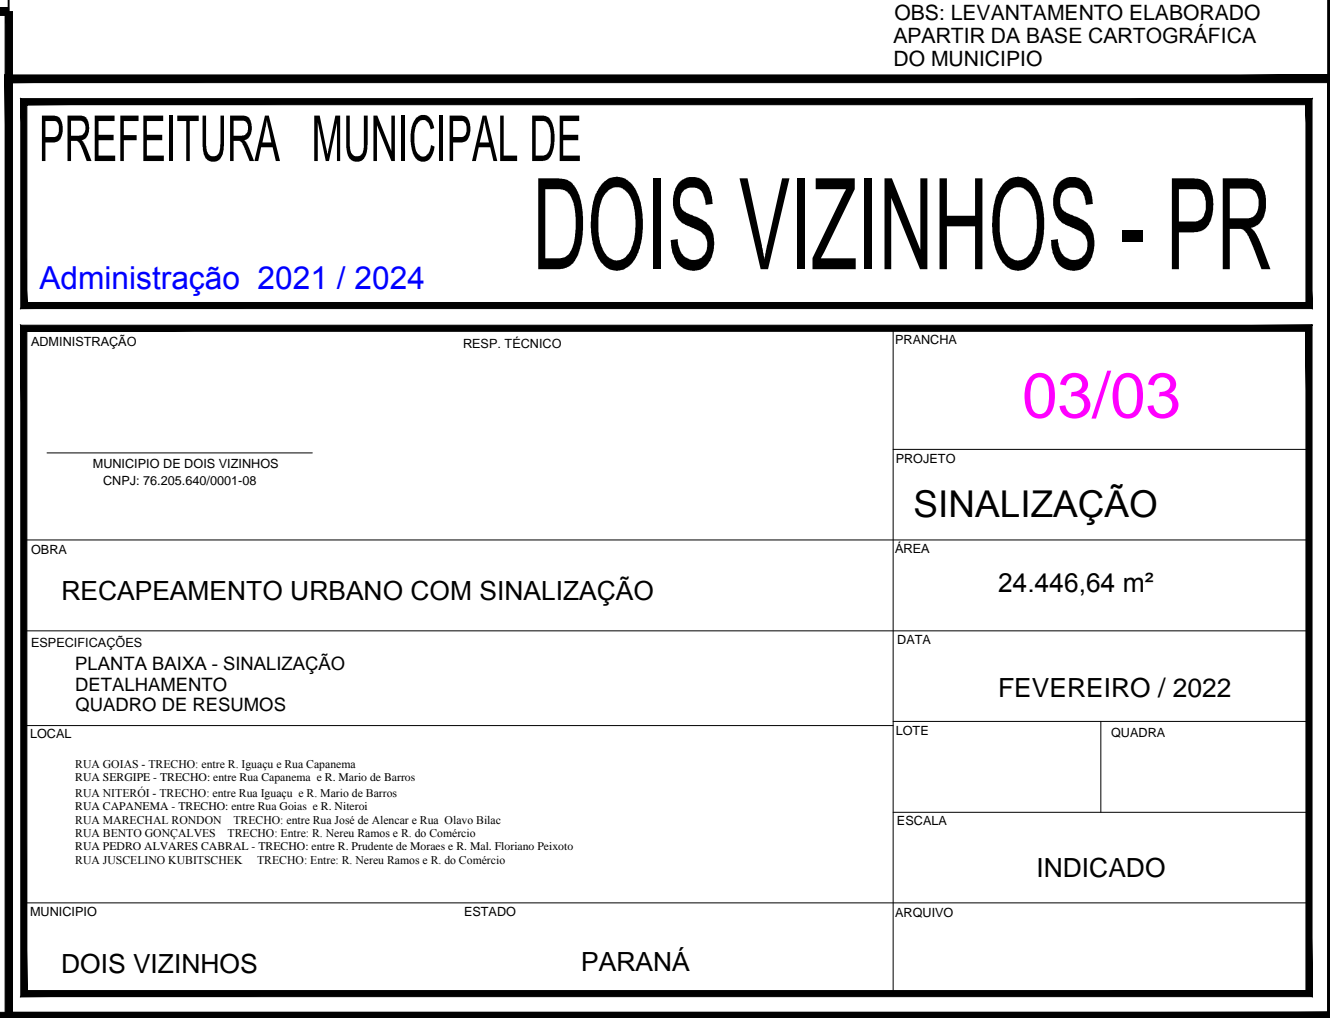 OBS: LEVANTAMENTO ELABORADO
APARTIR DA BASE CARTOGRÁFICA
DO MUNICIPIO
PREFEITURA MUNICIPAL DE
DOIS VIZINHOS - PR
Administração 2021 / 2024
ADMINISTRAÇÃO
RESP. TÉCNICO
MUNICIPIO DE DOIS VIZINHOS
CNPJ: 76.205.640/0001-08
PRANCHA
03/03
PROJETO
SINALIZAÇÃO
OBRA
RECAPEAMENTO URBANO COM SINALIZAÇÃO
ÁREA
24.446,64 m²
ESPECIFICAÇÕES
PLANTA BAIXA - SINALIZAÇÃO
DETALHAMENTO
QUADRO DE RESUMOS
DATA
FEVEREIRO / 2022
LOCAL
RUA GOIAS - TRECHO: entre R. Iguaçu e Rua Capanema
RUA SERGIPE - TRECHO: entre Rua Capanema e R. Mario de Barros
RUA NITERÓI - TRECHO: entre Rua Iguaçu e R. Mario de Barros
RUA CAPANEMA - TRECHO: entre Rua Goias e R. Niteroi
RUA MARECHAL RONDON TRECHO: entre Rua José de Alencar e Rua Olavo Bilac
RUA BENTO GONÇALVES TRECHO: Entre: R. Nereu Ramos e R. do Comércio
RUA PEDRO ALVARES CABRAL - TRECHO: entre R. Prudente de Moraes e R. Mal. Floriano Peixoto
RUA JUSCELINO KUBITSCHEK TRECHO: Entre: R. Nereu Ramos e R. do Comércio
LOTE
QUADRA
ESCALA
INDICADO
MUNICIPIO
DOIS VIZINHOS
ESTADO
PARANÁ
ARQUIVO